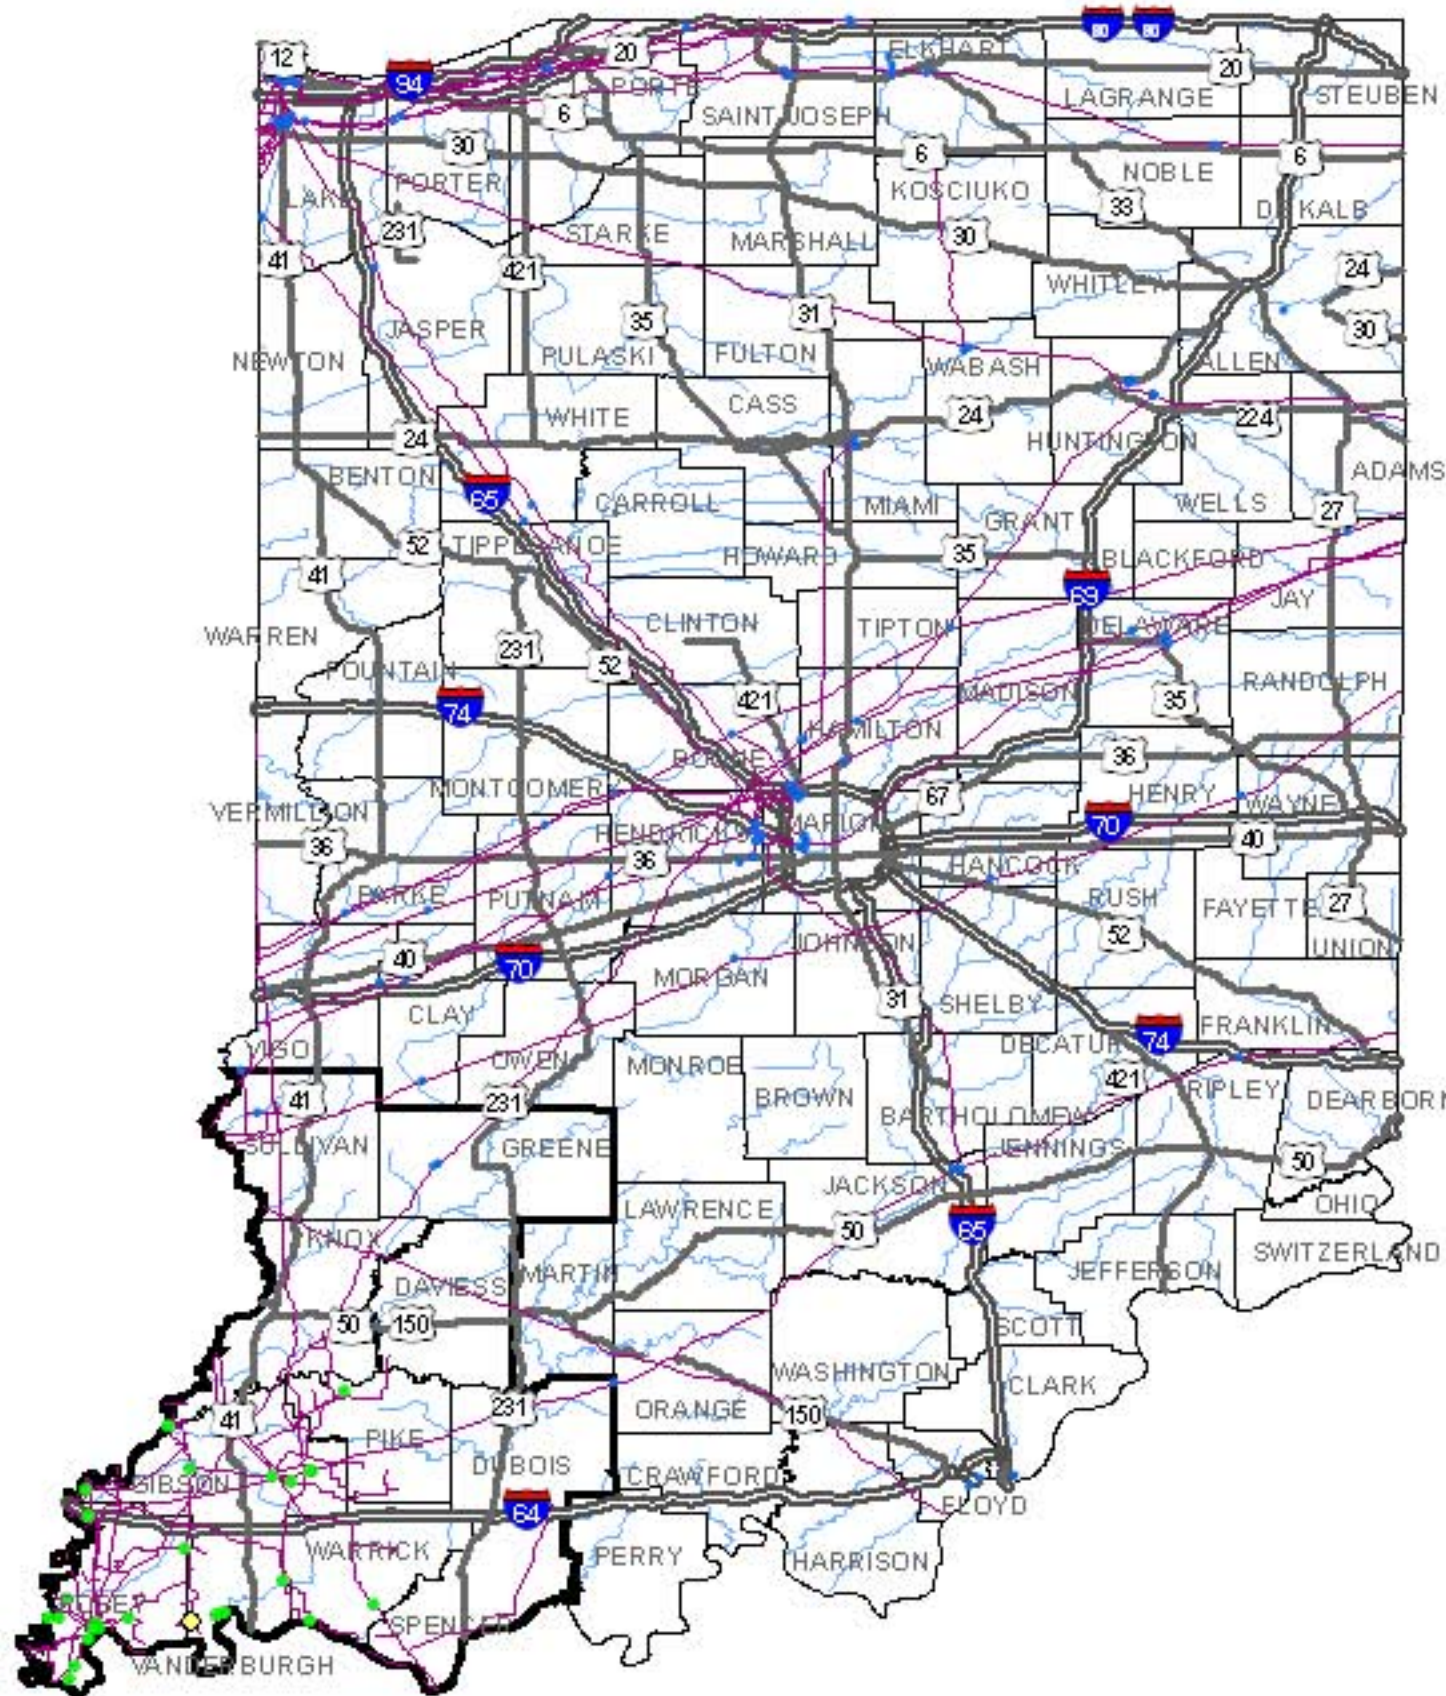 12
20
80
80
ELKHART
94
PORTE
20
LAGRANGE
STEUBEN
6
SAINT JOSEPH
30
6
6
NOBLE
PORTER
KOSCIUKO
LAKE
33
DEKALB
231
STARKE
MARSHALL
30
41
421
24
WHITLEY
35
31
30
JASPER
NEWTON
PULASKI
FULTON
WABASH
ALLEN
WHITE
CASS
24
224
24
HUNTINGTON
BENTON
ADAMS
65
CARROLL
MIAMI
WELLS
27
GRANT
52
TIPPECANOE
HOWARD
35
BLACKFORD
41
69
JAY
WARREN
CLINTON
TIPTON
DELAWARE
231
52
FOUNTAIN
RANDOLPH
74
421
MADISON
35
HAMILTON
BOONE
36
MONTGOMERY
67
HENRY
WAYNE
VERMILLION
70
HENDRICKS
MARION
40
36
36
HANCOCK
PARKE
PUTNAM
RUSH
FAYETTE
27
52
UNION
40
70
JOHNSON
MORGAN
31
SHELBY
CLAY
74
FRANKLIN
VIGO
OWEN
MONROE
DECATUR
421
RIPLEY
41
231
BROWN
BARTHOLOMEW
DEARBORN
SULLIVAN
GREENE
JENNINGS
50
JACKSON
LAWRENCE
65
OHIO
50
KNOX
SWITZERLAND
DAVIESS
MARTIN
JEFFERSON
50
150
SCOTT
WASHINGTON
CLARK
231
ORANGE
150
41
PIKE
DUBOIS
CRAWFORD
GIBSON
64
FLOYD
WARRICK
PERRY
HARRISON
POSEY
SPENCER
VANDERBURGH